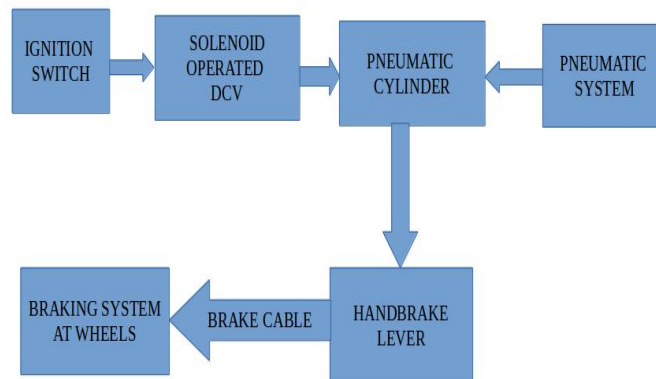 IGNITION
SWITCH
SOLENOID
OPERATED
DCV
PNEUMATIC
CYLINDER
PNEUMATIC
SYSTEM
BRAKING SYSTEM
AT WHEELS
BRAKE CABLE
HANDBRAKE
LEVER